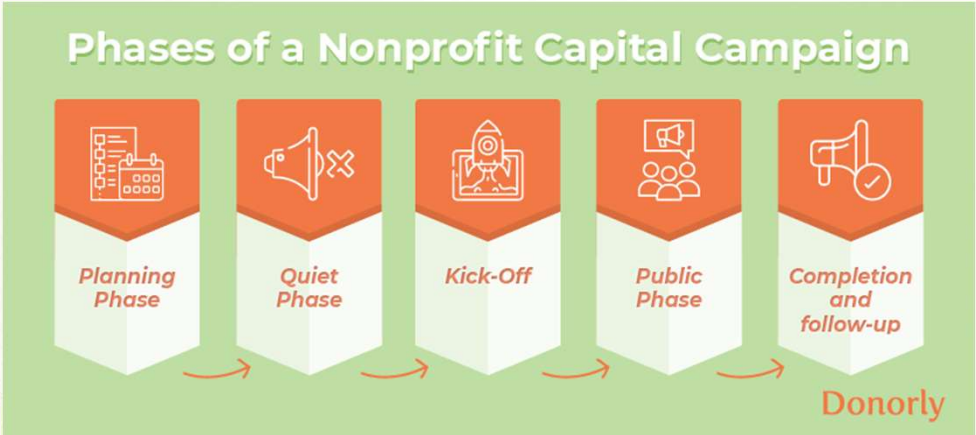 Phases of a Nonprofit Capital Campaign
Planning
Phase
Quiet
Phase
Kick-Off
Public
Phase
Completion
and
follow-up
Donorly